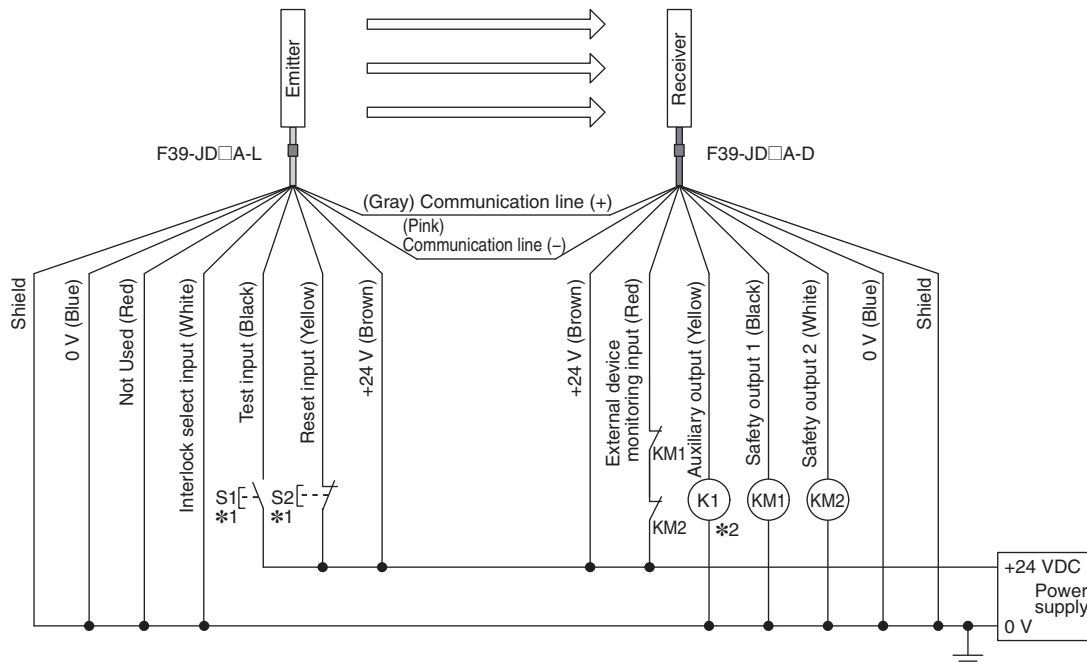 Emitter
Receiver
F39-JD□A-L
F39-JD□A-D
(Gray) Communication line (+)
(Pink)
Communication line (−)
Shield
0 V (Blue)
Not Used (Red)
Interlock select input (White)
Test input (Black)
Reset input (Yellow)
+24 V (Brown)
+24 V (Brown)
External device
monitoring input (Red)
Auxiliary output (Yellow)
Safety output 1 (Black)
Safety output 2 (White)
0 V (Blue)
Shield
S1
*1
S2
*1
KM1
KM2
K1
*2
KM1
KM2
+24 VDC
Power
supply
0 V